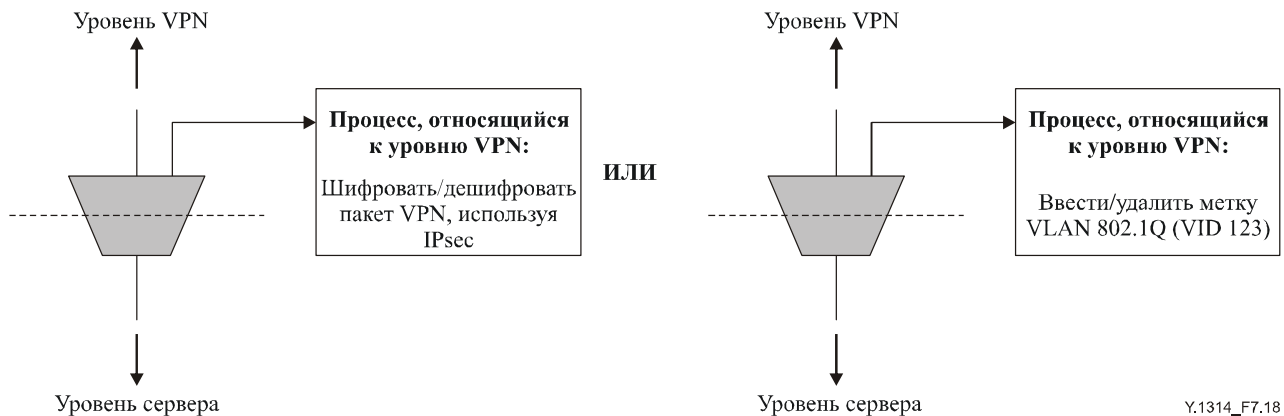 Уровень VPN
Процесс, относящийся
к уровню VPN:
Шифровать/дешифровать
пакет VPN, используя
IPsec
Уровень сервера
ИЛИ
Уровень VPN
Процесс, относящийся
к уровню VPN:
Ввести/удалить метку
VLAN 802.1Q (VID 123)
Уровень сервера
Y.1314_F7.18